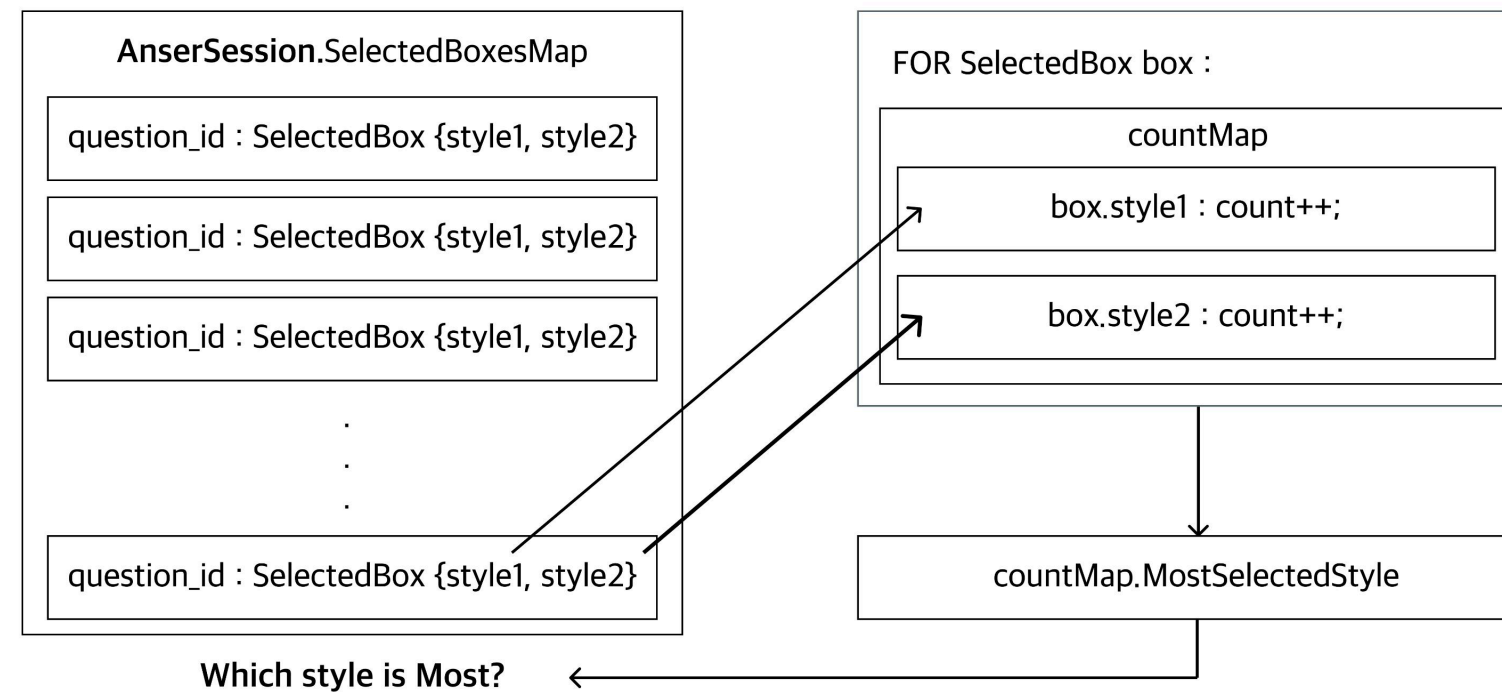 AnserSession.SelectedBoxesMap
question_id : SelectedBox {style1, style2}
question_id : SelectedBox {style1, style2}
question_id : SelectedBox {style1, style2}
.
.
.
question_id : SelectedBox {style1, style2}
FOR SelectedBox box :
countMap
box.style1 : count++;
box.style2 : count++;
countMap.MostSelectedStyle
Which style is Most?